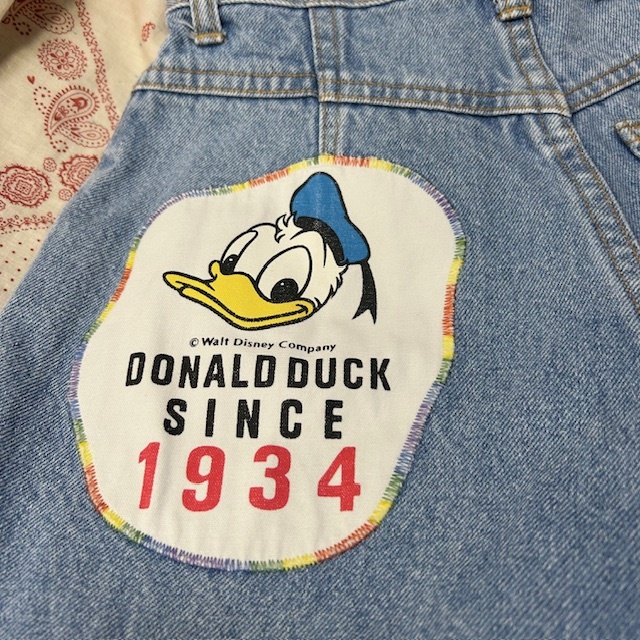 © Walt Disney Company
DONALD DUCK
SINCE
1934